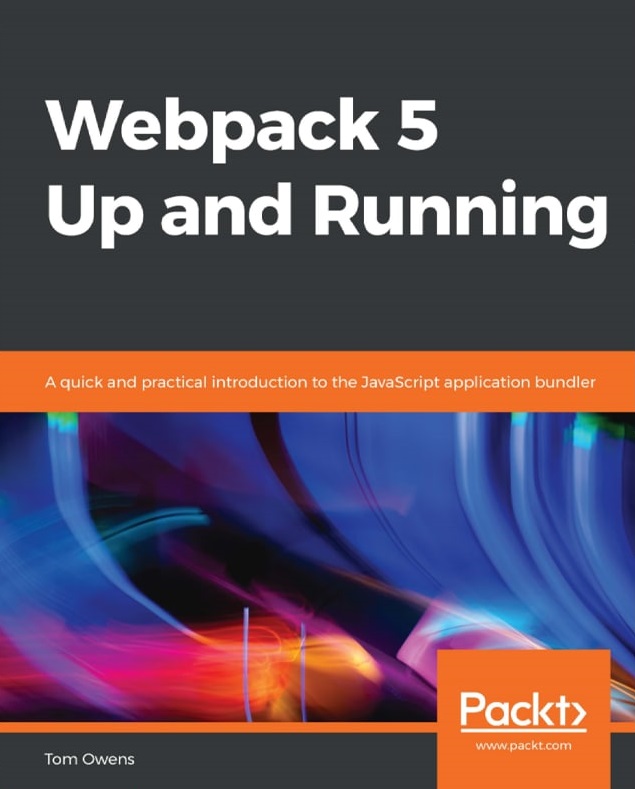 Webpack 5
Up and Running
A quick and practical introduction to the JavaScript application bundler
Packt>
www.packt.com
Tom Owens